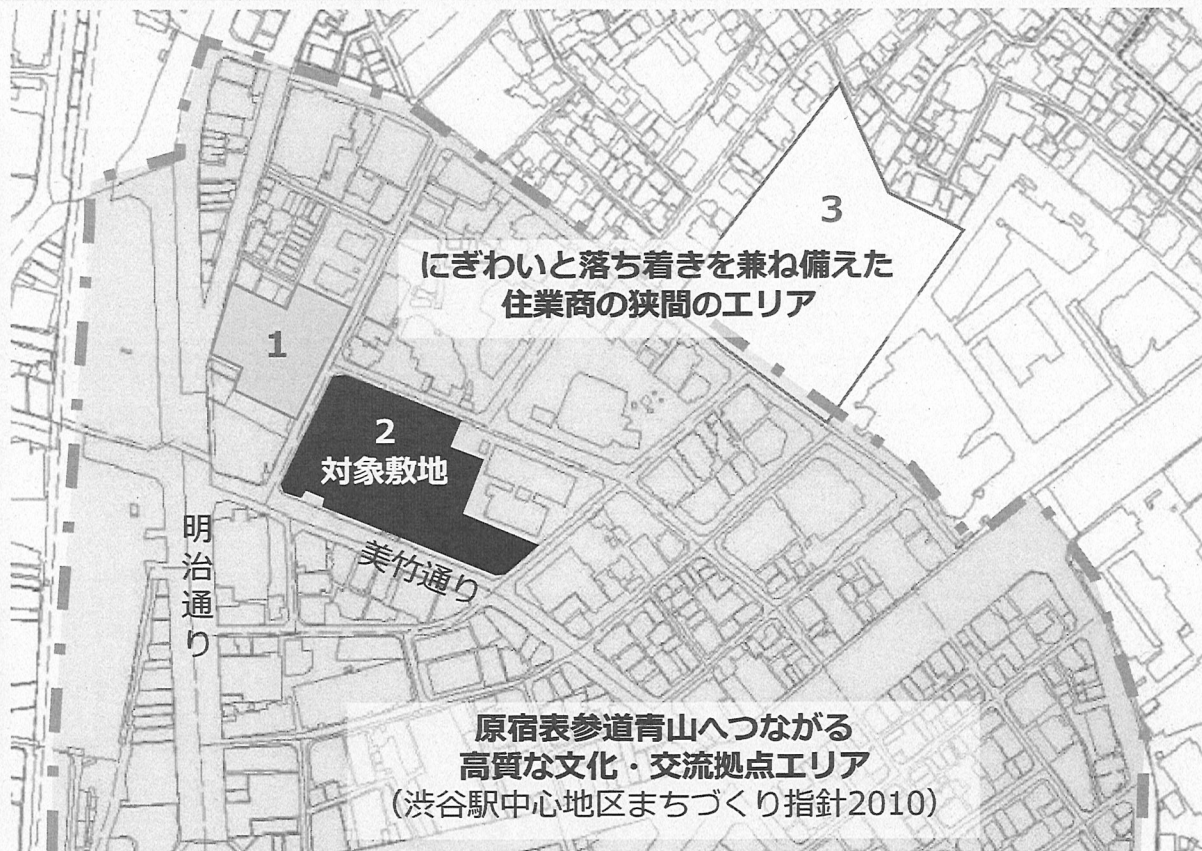 3
にぎわいと落ち着きを兼ね備えた
住業商の狭間のエリア
1
2
対象敷地
明治通り
美竹通り
原宿表参道青山へつながる
高質な文化・交流拠点エリア
(渋谷駅中心地区まちづくり指針2010)